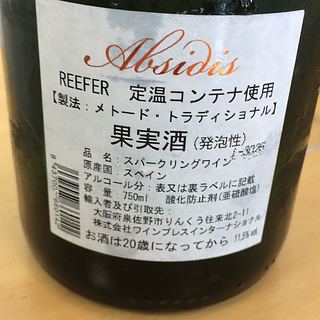 Absidis
REEFER 定温コンテナ使用
【製法：メトード・トラディショナル】
果実酒（発泡性）
品名：スパークリングワイン
原産国：スペイン
アルコール分：表又は裏ラベルに記載
容量：750ml 酸化防止剤(亜硫酸塩)
輸入者及び引取先：
大阪府泉佐野市りんくう往来北2-11
株式会社ワインプレスインターナショナル
お酒は20歳になってから 11.5% vol.